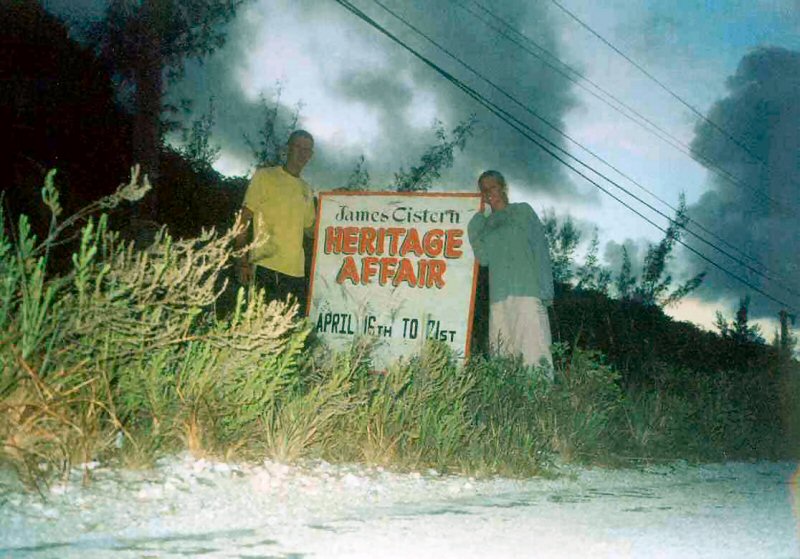 James Cistern
HERITAGE
AFFAIR
APRIL 16TH TO 21ST